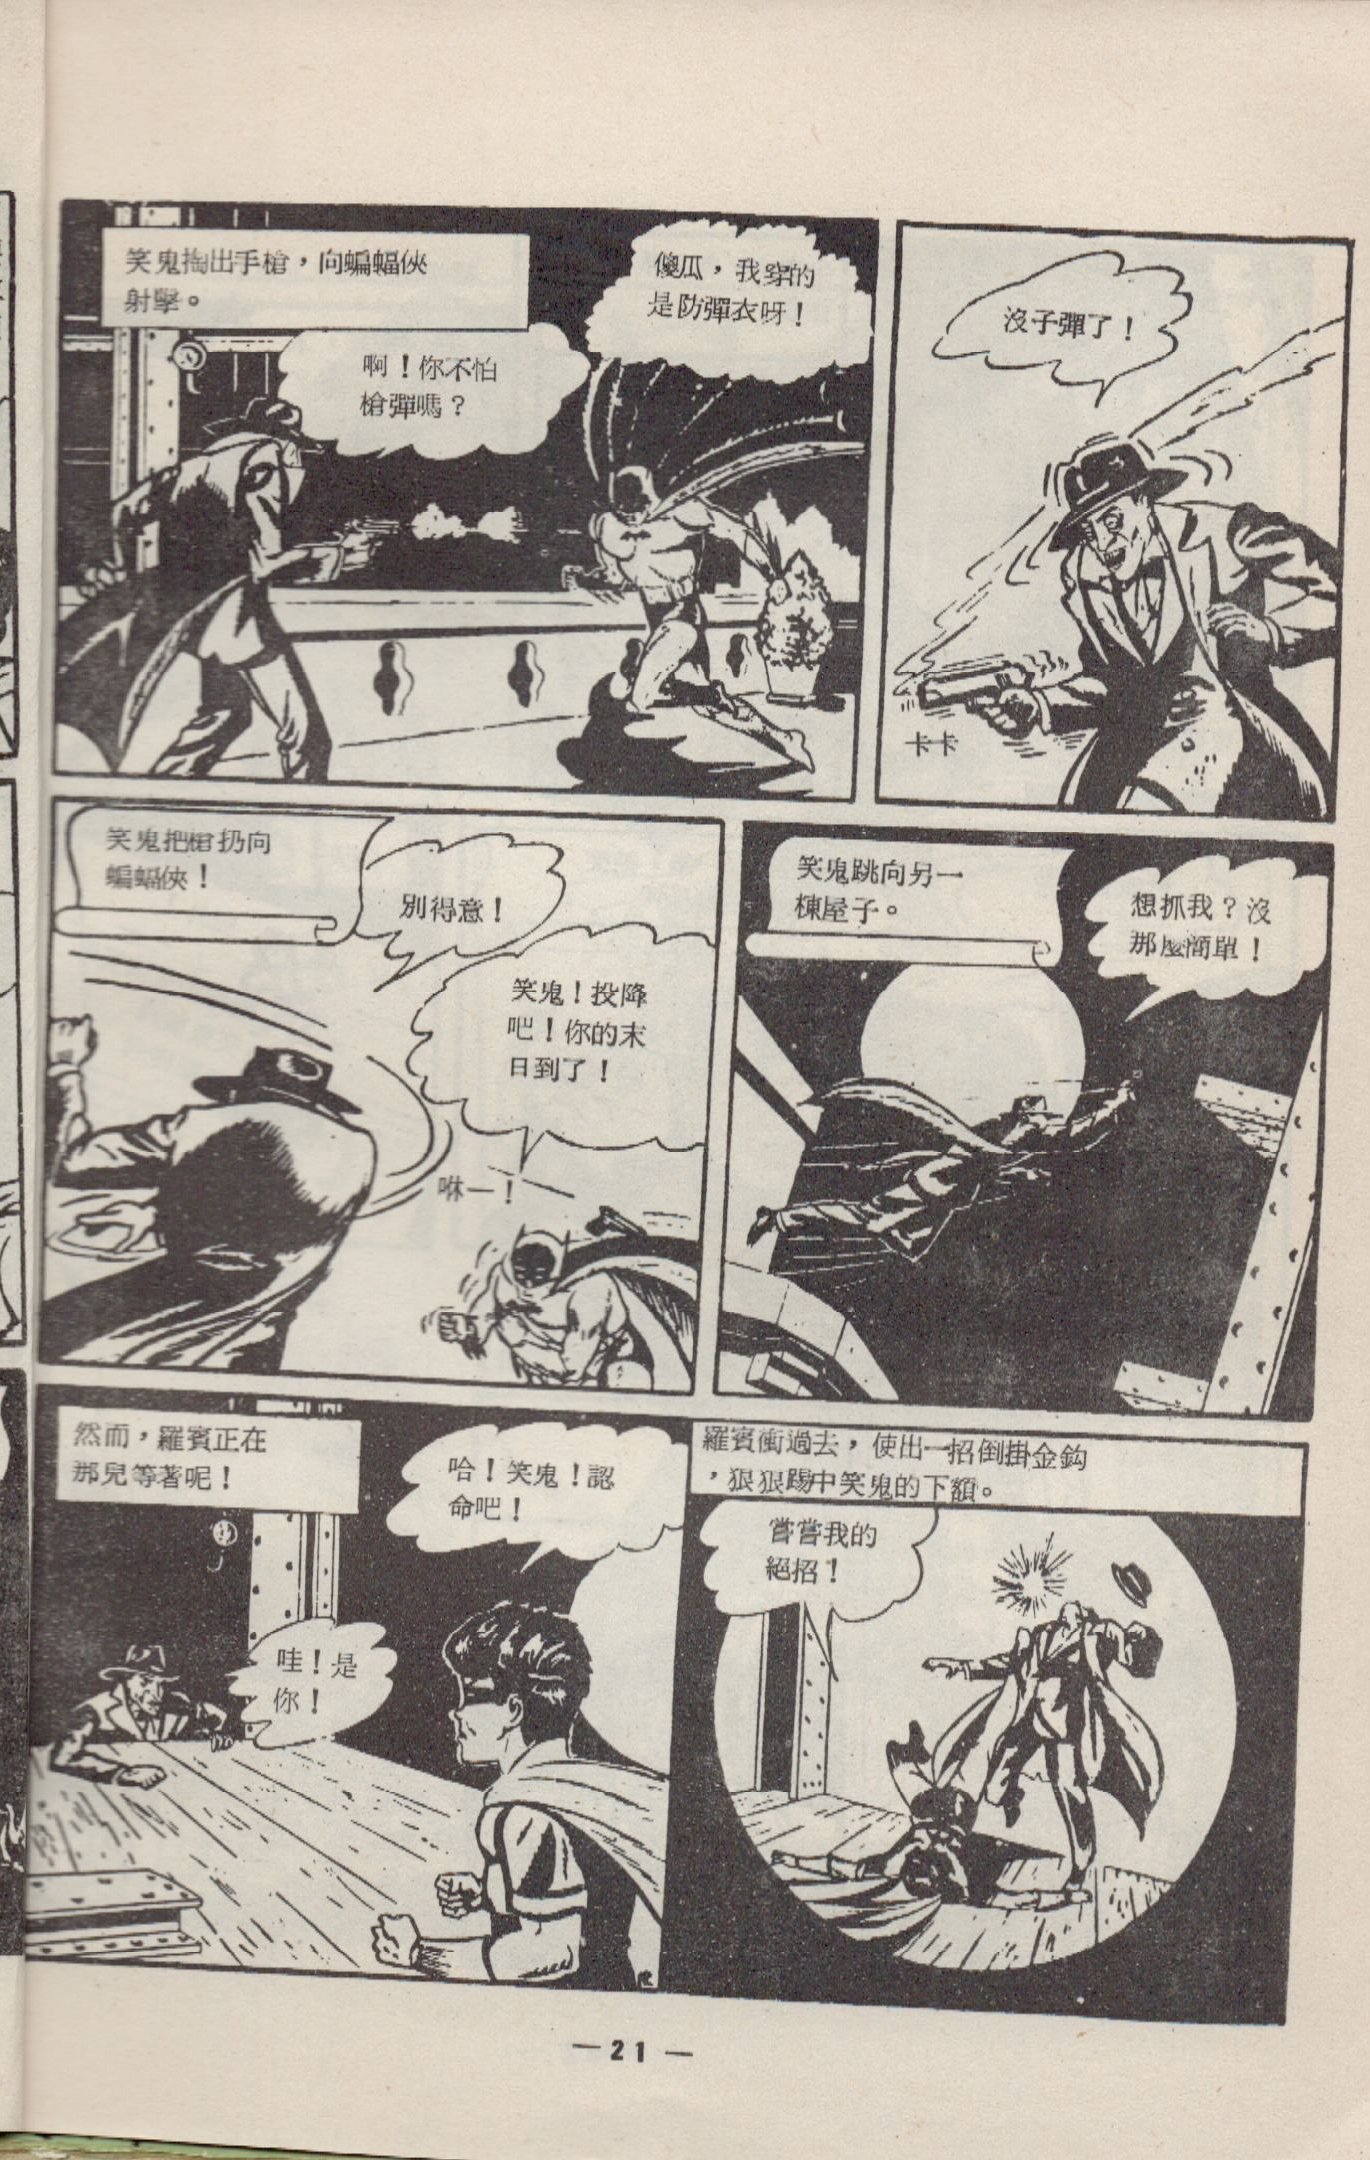 笑鬼掏出手槍，向蝙蝠俠
射擊。
啊！你不怕
槍彈嗎？
傻瓜，我穿的
是防彈衣呀！
沒子彈了！
卡卡
笑鬼把槍扔向
蝙蝠俠！
別得意！
笑鬼！投降
吧！你的末
日到了！
咻—！
笑鬼跳向另一
棟屋子。
想抓我？沒
那麼簡單！
然而，羅賓正在
那兒等著呢！
哈！笑鬼！認
命吧！
哇！是
你！
羅賓衝過去，使出一招倒掛金鈎
，狠狠踢中笑鬼的下額。
嘗嘗我的
絕招！
— 21 —